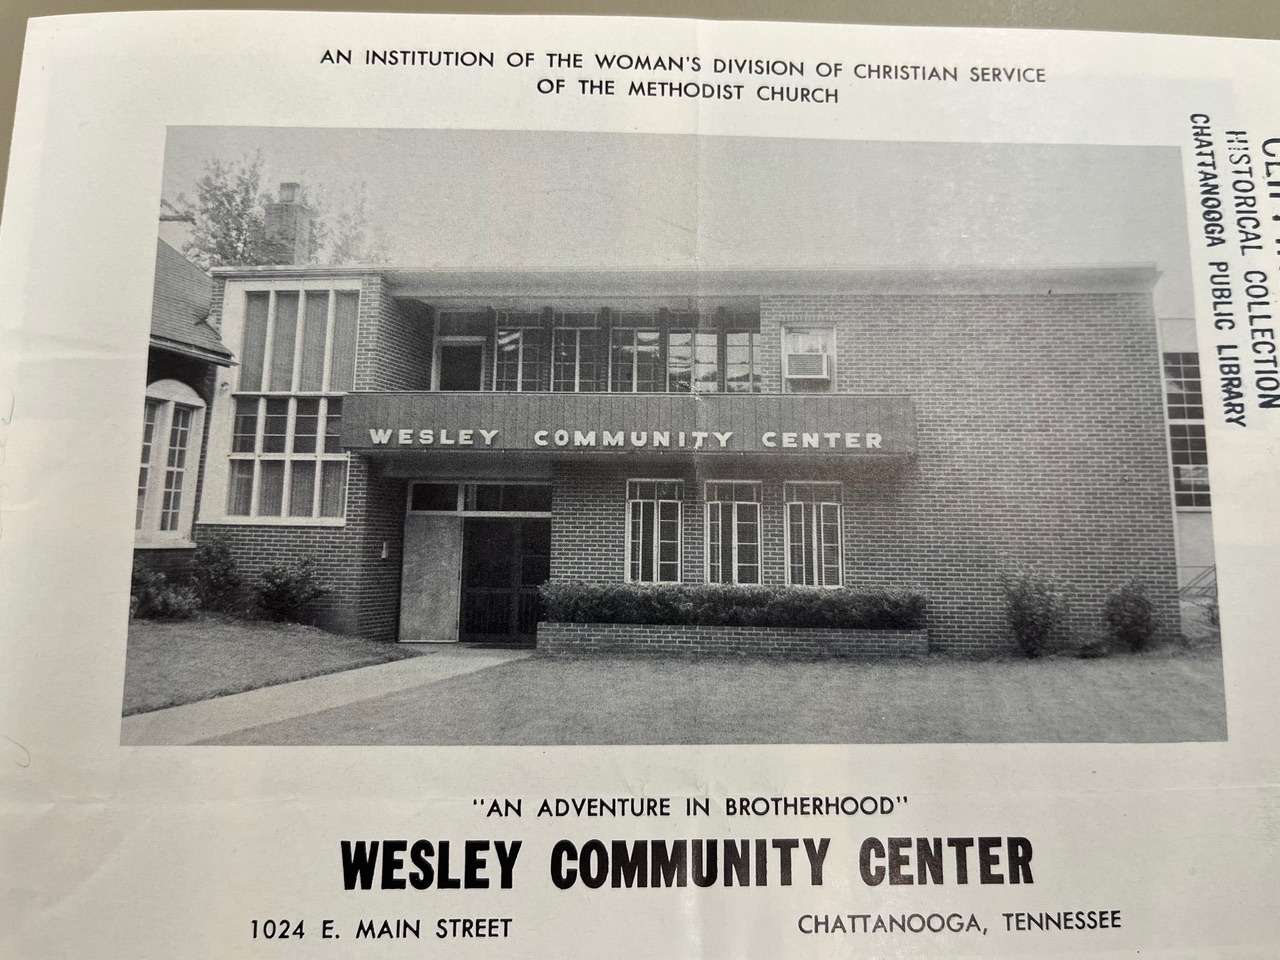 AN INSTITUTION OF THE WOMAN'S DIVISION OF CHRISTIAN SERVICE
OF THE METHODIST CHURCH
HISTORICAL COLLECTION
CHATTANOOGA PUBLIC LIBRARY
WESLEY COMMUNITY CENTER
"AN ADVENTURE IN BROTHERHOOD"
WESLEY COMMUNITY CENTER
1024 E. MAIN STREET
CHATTANOOGA, TENNESSEE